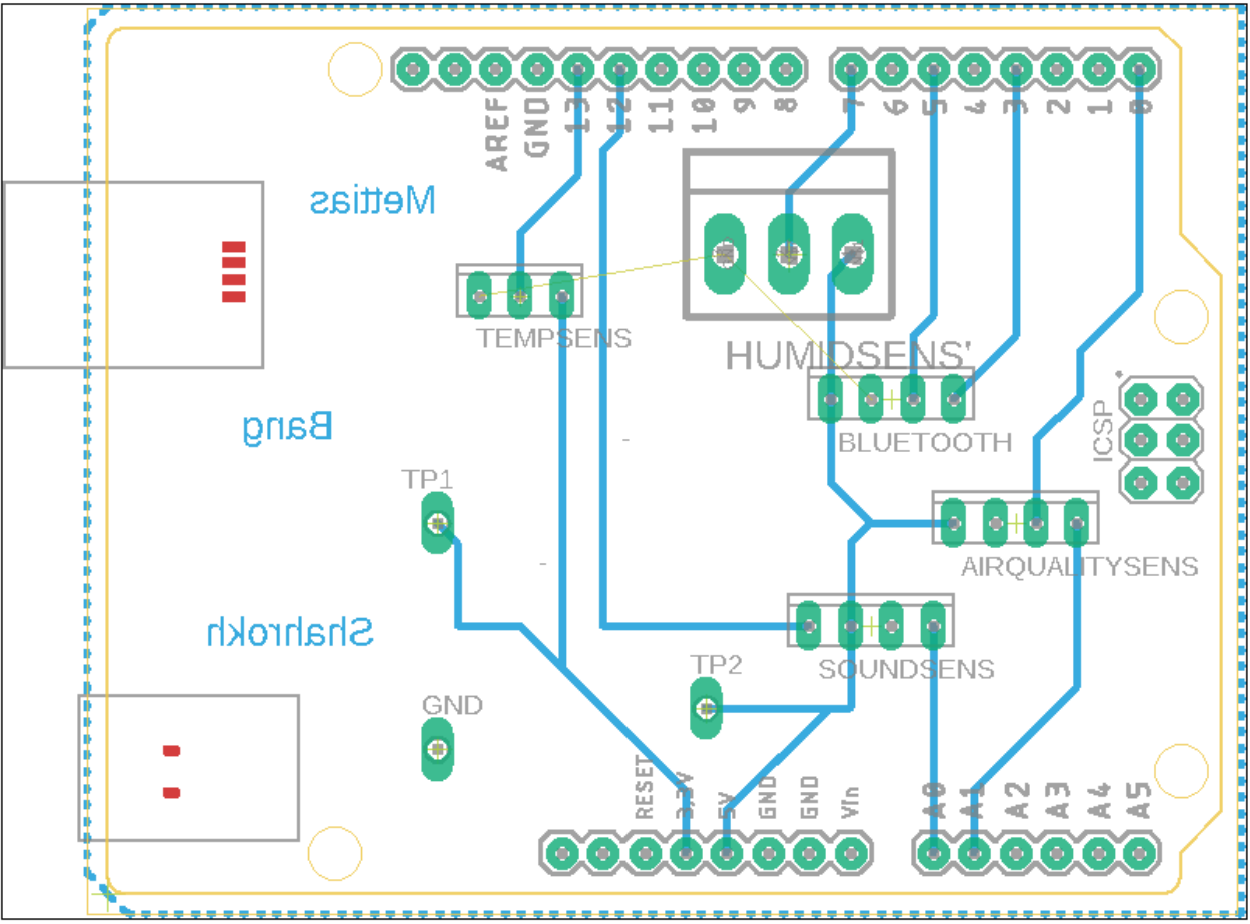 AREF
GND
13
12
11
10
9
8
7
6
5
4
3
2
1
0
Mettias
TEMPSENS
HUMIDSENS'
Bang
BLUETOOTH
ICSP
TP1
AIRQUALITYSENS
Shahrokh
TP2
SOUNDSENS
GND
RESET
3,3V
5V
GND
GND
Vin
A0
A1
A2
A3
A4
A5